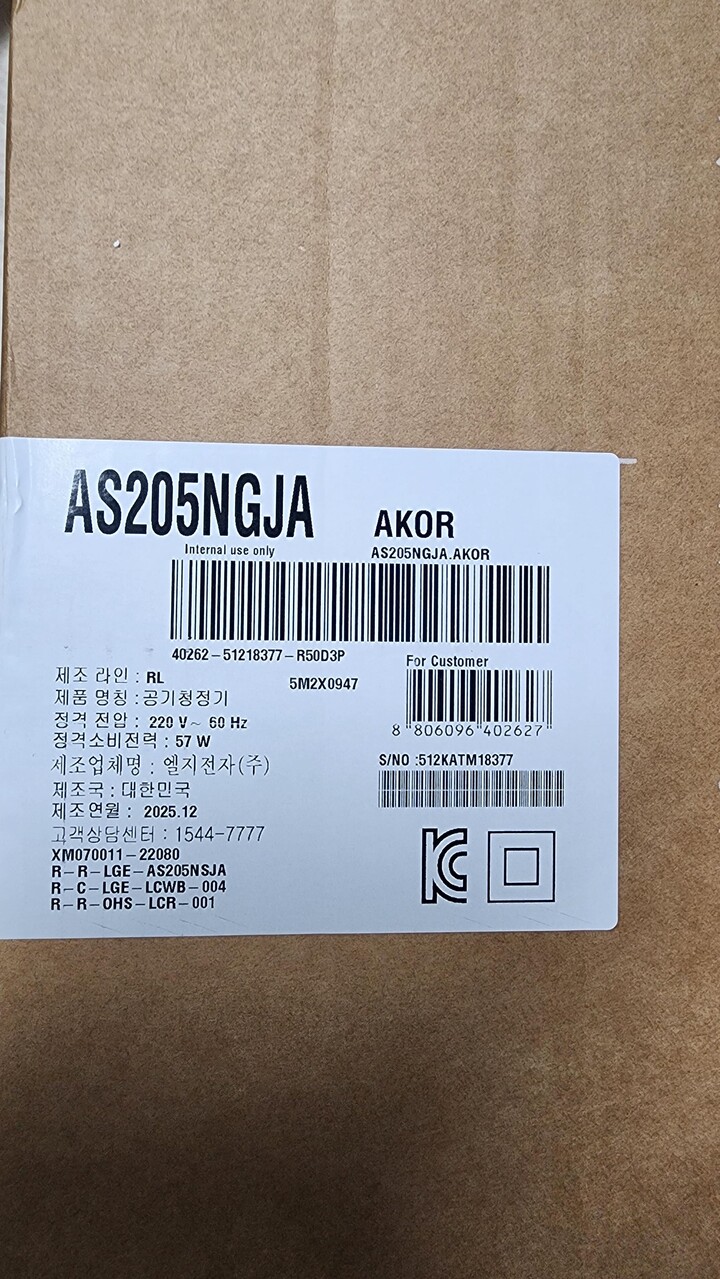 AS205NGJA AKOR
Internal use only AS205NGJA.AKOR
40262-51218377-R50D3P
5M2X0947
For Customer
8 806096 402627
S/NO :512KATM18377
제조 라인 : RL
제품 명칭 : 공기청정기
정격 전압 : 220 V~ 60 Hz
정격소비전력 : 57 W
제조업체명 : 엘지전자(주)
제조국 : 대한민국
제조연월 : 2025.12
고객상담센터 : 1544-7777
XM070011-22080
R-R-LGE-AS205NSJA
R-C-LGE-LCWB-004
R-R-OHS-LCR-001